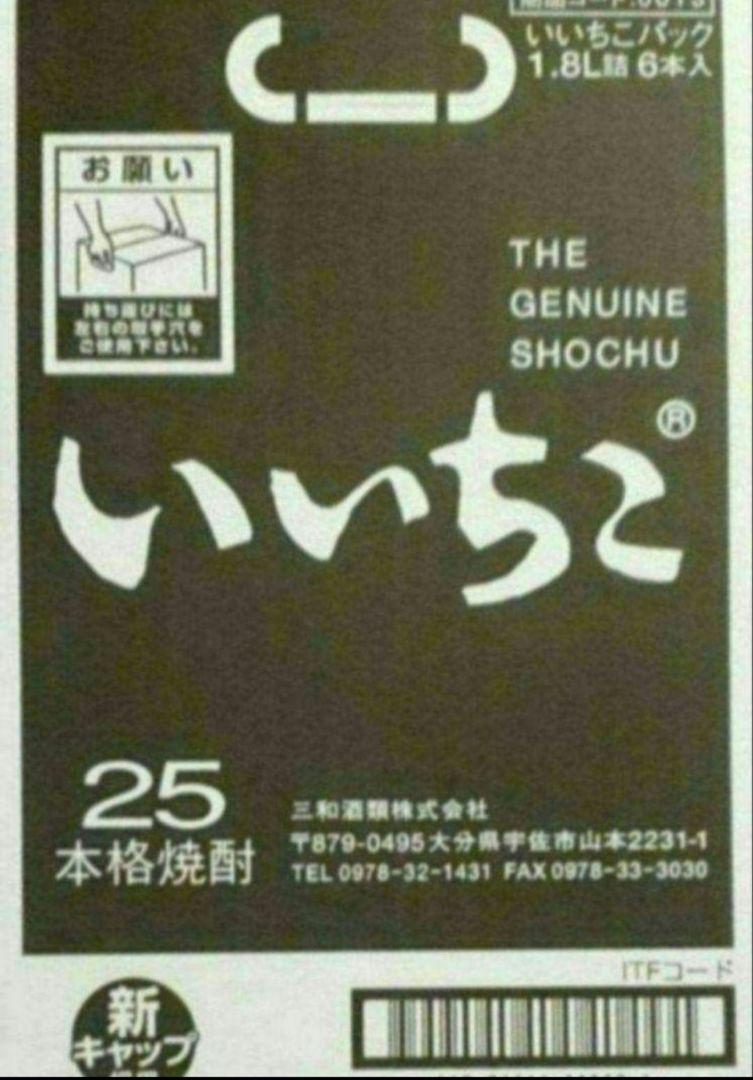 いいちこパック
1.8L詰 6本入
お願い
持ち運びには
左右の取手穴を
ご使用下さい。
THE
GENUINE
SHOCHU
いいちこ®
25
本格焼酎
三和酒類株式会社
〒879-0495大分県宇佐市山本2231-1
TEL 0978-32-1431 FAX 0978-33-3030
ITFコード
新
キャップ